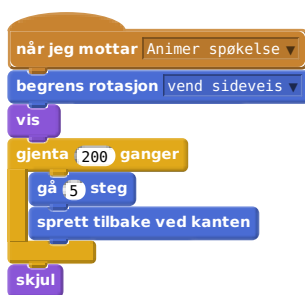 når jeg mottar Animer spøkelse
begrens rotasjon vend sideveis
vis
gjenta 200 ganger
gå 5 steg
sprett tilbake ved kanten
skjul